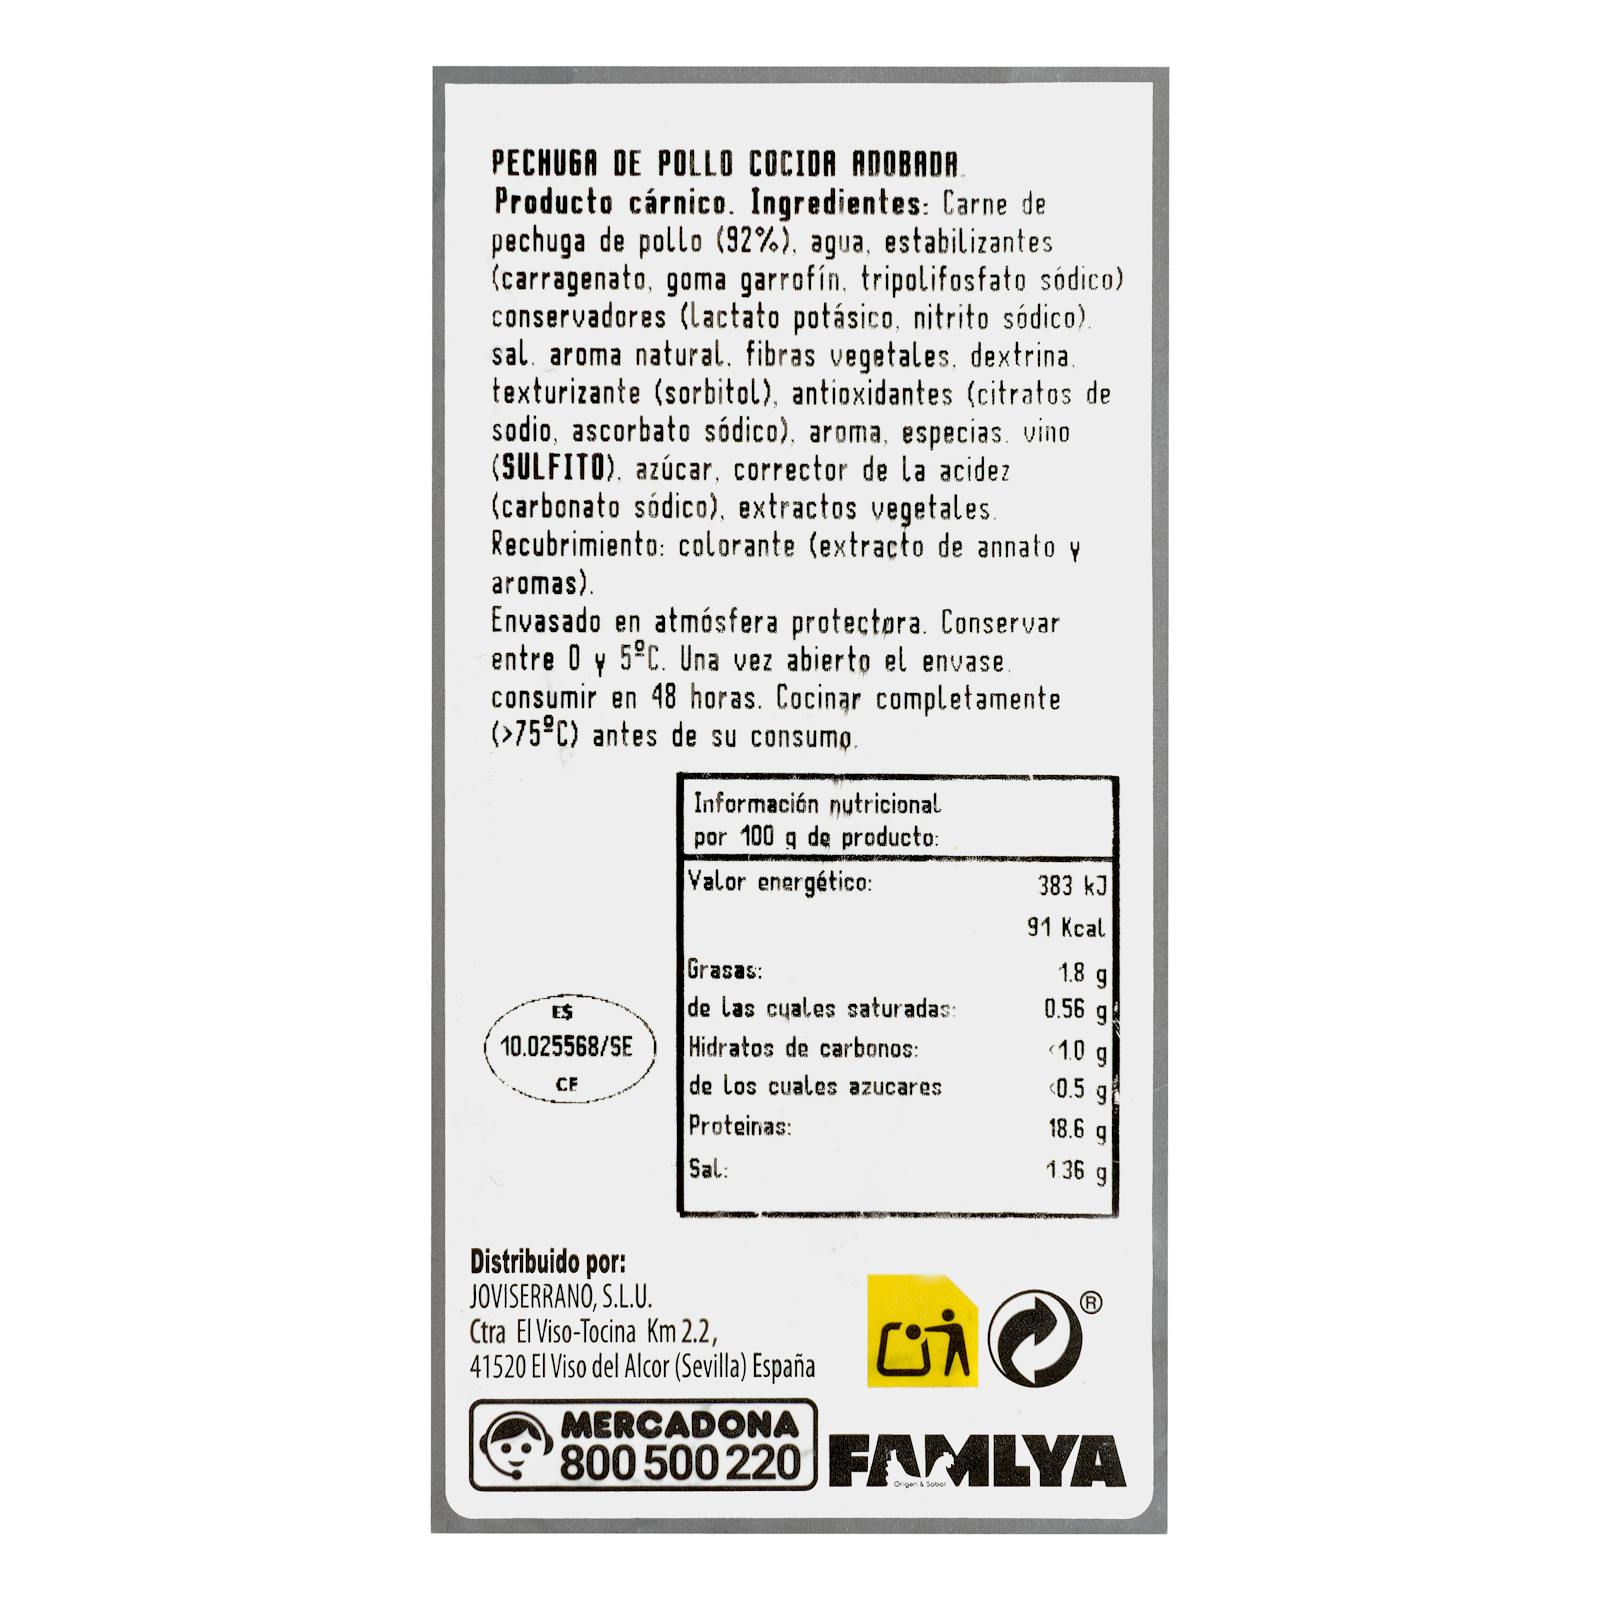 PECHUGA DE POLLO COCIDA ADOBADA.
Producto cárnico. Ingredientes: Carne de
pechuga de pollo (92%), agua, estabilizantes
(carragenato, goma garrofín, tripolifosfato sódico)
conservadores (lactato potásico, nitrito sódico),
sal, aroma natural, fibras vegetales, dextrina,
texturizante (sorbitol), antioxidantes (citratos de
sodio, ascorbato sódico), aroma, especias, vino
(SULFITO), azúcar, corrector de la acidez
(carbonato sódico), extractos vegetales.
Recubrimiento: colorante (extracto de annato y
aromas).
Envasado en atmósfera protectora. Conservar
entre 0 y 5ºC. Una vez abierto el envase,
consumir en 48 horas. Cocinar completamente
(>75ºC) antes de su consumo.
Información nutricional
por 100 g de producto:
Valor energético: 383 kJ
91 Kcal
Grasas: 1.8 g
de las cuales saturadas: 0.56 g
Hidratos de carbonos: <1.0 g
de los cuales azucares <0.5 g
Proteinas: 18.6 g
Sal: 1.36 g
ES
10.025568/SE
CE
Distribuido por:
JOVISERRANO, S.L.U.
Ctra El Viso-Tocina Km 2.2,
41520 El Viso del Alcor (Sevilla) España
®
MERCADONA
800 500 220
FAMLYA
Origen & Sabor